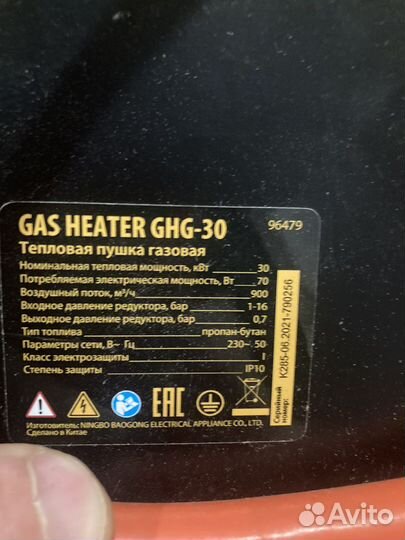 GAS HEATER GHG-30 96479
Тепловая пушка газовая
Номинальная тепловая мощность, кВт 30
Потребляемая электрическая мощность, Вт 70
Воздушный поток, м³/ч 900
Входное давление редуктора, бар 1-16
Выходное давление редуктора, бар 0,7
Тип топлива пропан-бутан
Параметры сети, В~ Гц 230~ 50
Класс электрозащиты I
Степень защиты IP10
EAC
Изготовитель: NINGBO BAOGONG ELECTRICAL APPLIANCE CO., LTD.
Сделано в Китае
Серийный
номер:
K285-06.2021-790256
Avito